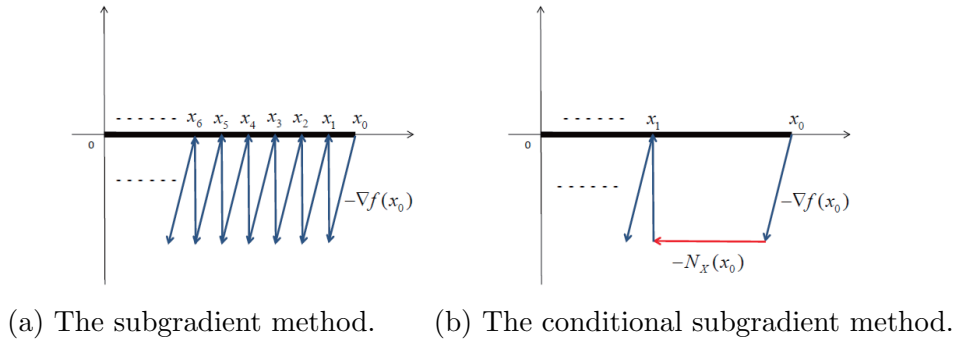 x₆ x₅ x₄ x₃ x₂ x₁ x₀
0
−∇f(x₀)
x₁ x₀
0
−∇f(x₀)
−N_X(x₀)
(a) The subgradient method.
(b) The conditional subgradient method.